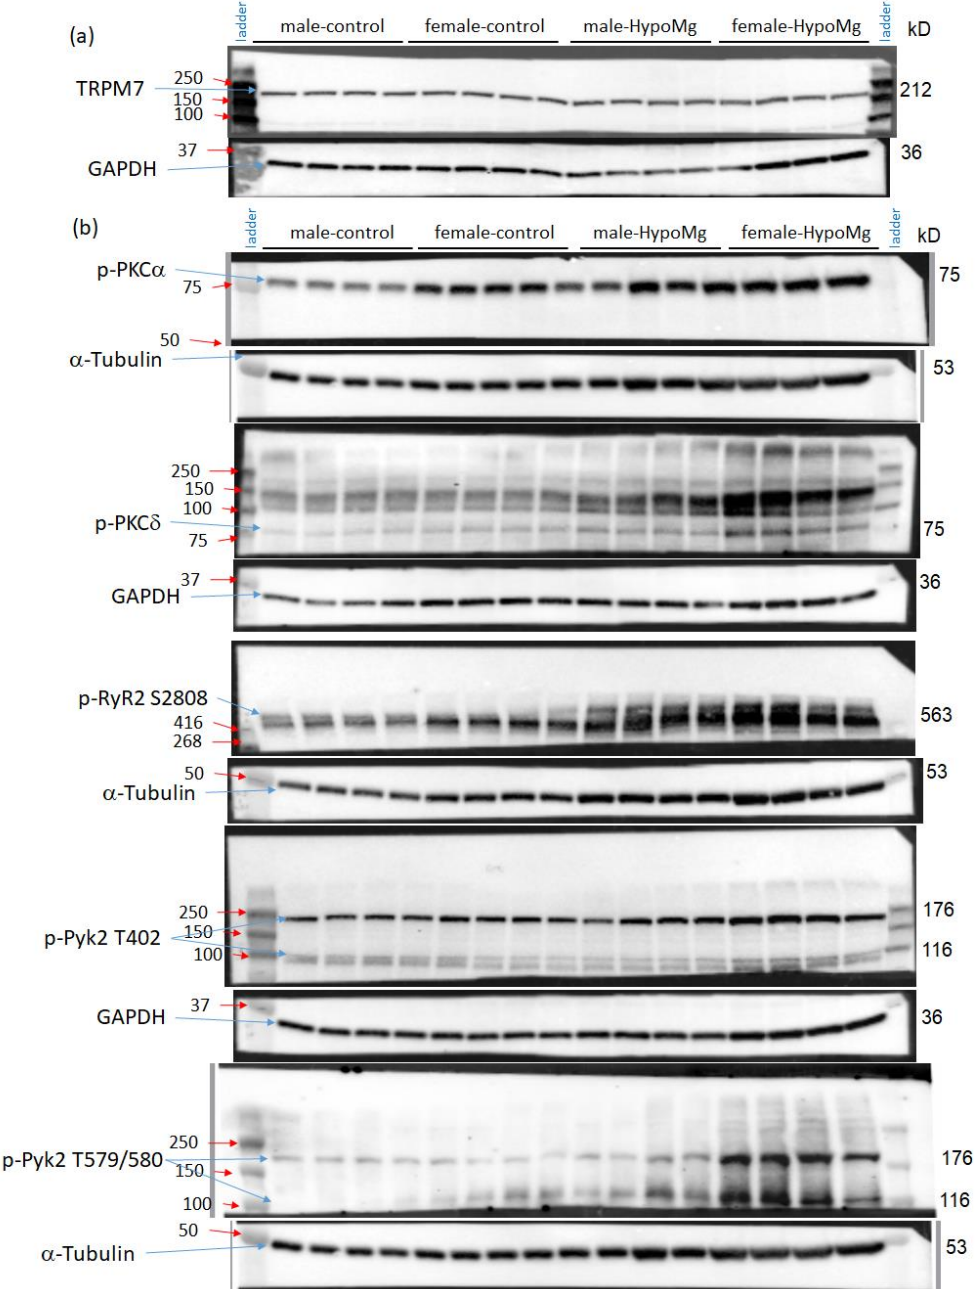 (a)
ladder
male-control
female-control
male-HypoMg
female-HypoMg
ladder
kD
TRPM7
250
150
100
212
37
GAPDH
36
(b)
ladder
male-control
female-control
male-HypoMg
female-HypoMg
ladder
kD
p-PKCα
75
75
50
α-Tubulin
53
250
150
100
p-PKCδ
75
75
37
GAPDH
36
p-RyR2 S2808
416
268
563
50
α-Tubulin
53
250
p-Pyk2 T402
150
100
176
116
37
GAPDH
36
250
p-Pyk2 T579/580
150
100
176
116
50
α-Tubulin
53